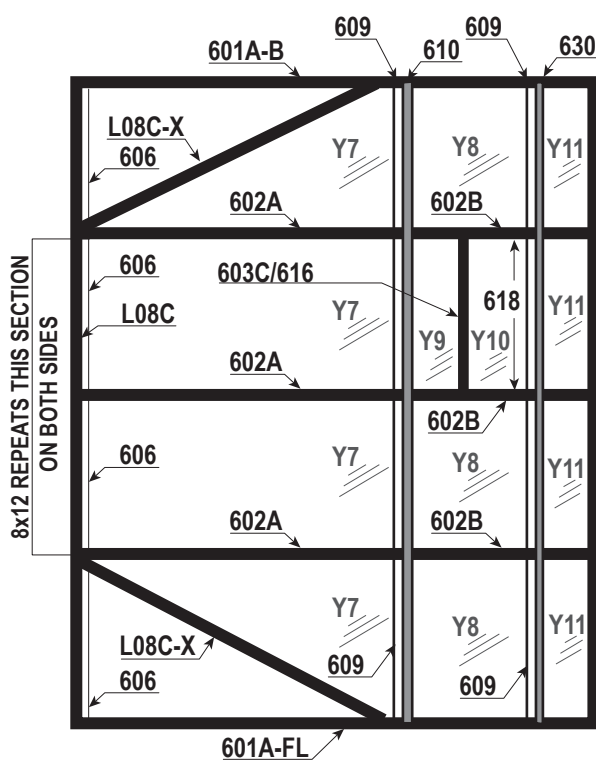 609
609
601A-B
610
630
L08C-X
606
Y7
Y8
Y11
602A
602B
606
603C/616
618
L08C
Y7
Y9
Y10
Y11
8x12 REPEATS THIS SECTION
ON BOTH SIDES
602A
602B
606
Y7
Y8
Y11
602A
602B
Y7
Y8
Y11
L08C-X
609
606
609
601A-FL